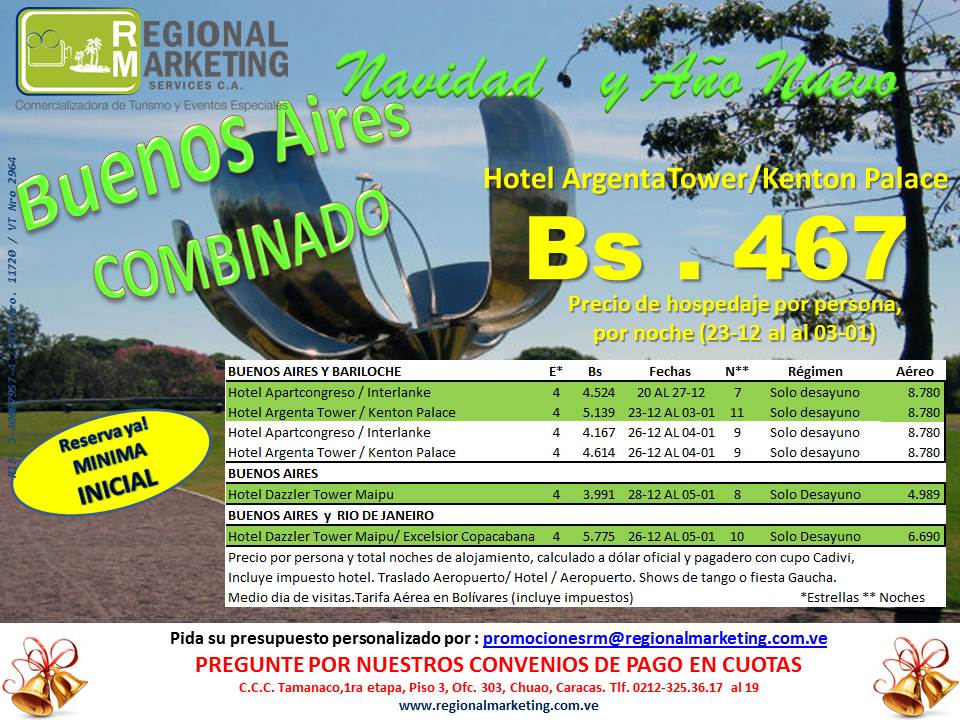 RM REGIONAL MARKETING
SERVICES C.A.
Comercializadora de Turismo y Eventos Especiales
Navidad y Año Nuevo
Buenos Aires
COMBINADO
Hotel ArgentaTower/Kenton Palace
Bs . 467
Precio de hospedaje por persona,
por noche (23-12 al al 03-01)
11720 / VT Nro 2964
Reserva ya!
MINIMA
INICIAL
BUENOS AIRES Y BARILOCHE E* Bs Fechas N** Régimen Aéreo
Hotel Apartcongreso / Interlanke 4 4.524 20 AL 27-12 7 Solo desayuno 8.780
Hotel Argenta Tower / Kenton Palace 4 5.139 23-12 AL 03-01 11 Solo desayuno 8.780
Hotel Apartcongreso / Interlanke 4 4.167 26-12 AL 04-01 9 Solo desayuno 8.780
Hotel Argenta Tower / Kenton Palace 4 4.614 26-12 AL 04-01 9 Solo desayuno 8.780
BUENOS AIRES
Hotel Dazzler Tower Maipu 4 3.991 28-12 AL 05-01 8 Solo Desayuno 4.989
BUENOS AIRES y RIO DE JANEIRO
Hotel Dazzler Tower Maipu/ Excelsior Copacabana 4 5.775 26-12 AL 05-01 10 Solo Desayuno 6.690
Precio por persona y total noches de alojamiento, calculado a dólar oficial y pagadero con cupo Cadivi,
Incluye impuesto hotel. Traslado Aeropuerto/ Hotel / Aeropuerto. Shows de tango o fiesta Gaucha.
Medio dia de visitas.Tarifa Aérea en Bolívares (incluye impuestos) *Estrellas ** Noches
Pida su presupuesto personalizado por : promocionesrm@regionalmarketing.com.ve
PREGUNTE POR NUESTROS CONVENIOS DE PAGO EN CUOTAS
C.C.C. Tamanaco,1ra etapa, Piso 3, Ofc. 303, Chuao, Caracas. Tlf. 0212-325.36.17 al 19
www.regionalmarketing.com.ve